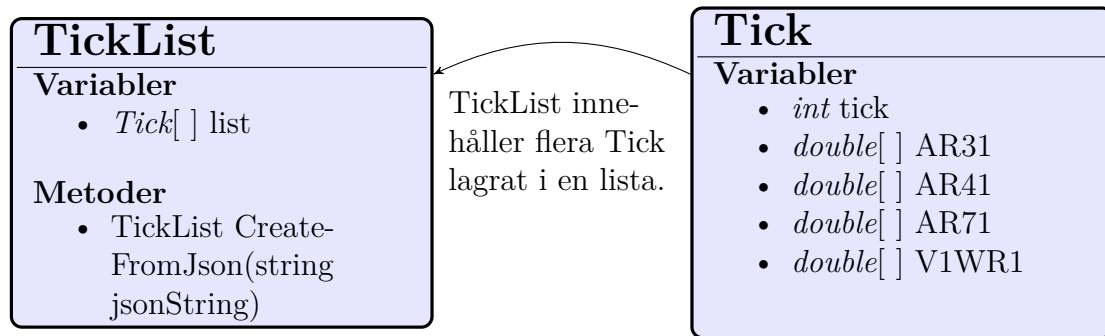 TickList
Variabler
• Tick[ ] list
Metoder
• TickList Create-
FromJson(string
jsonString)
TickList inne-
håller flera Tick
lagrat i en lista.
Tick
Variabler
• int tick
• double[ ] AR31
• double[ ] AR41
• double[ ] AR71
• double[ ] V1WR1